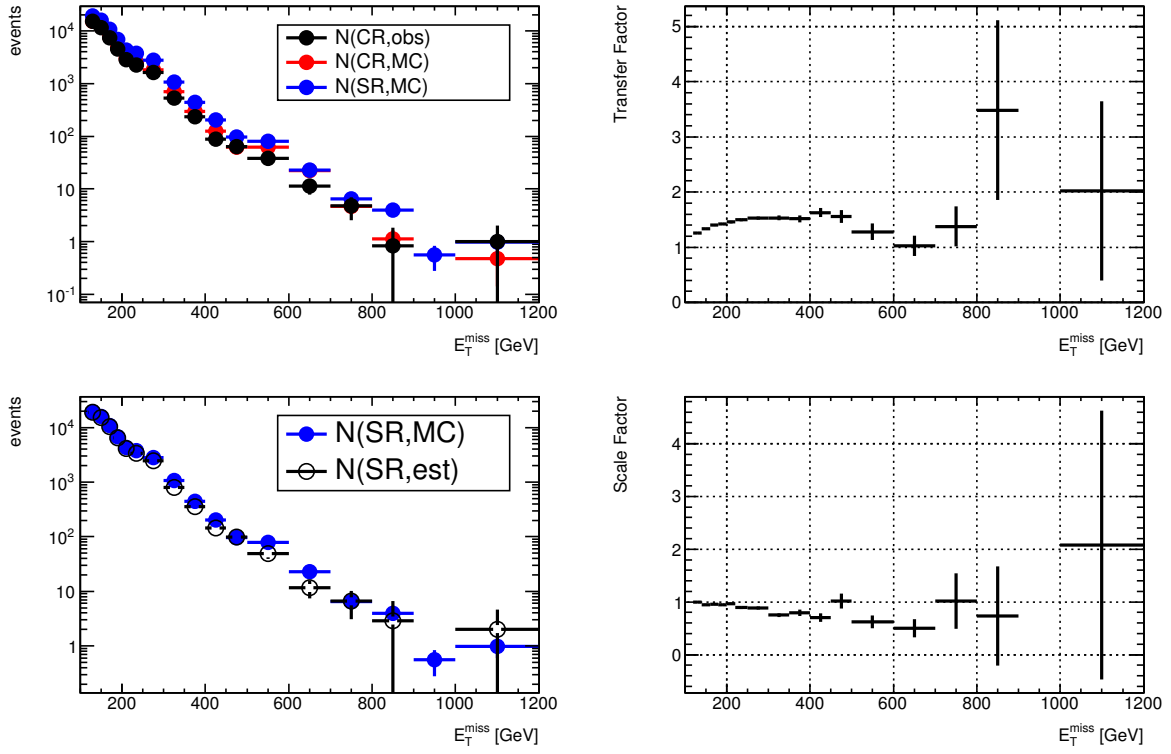 events
10⁴
10³
10²
10
1
10⁻¹
N(CR,obs)
N(CR,MC)
N(SR,MC)
200 400 600 800 1000 1200
E_T^miss [GeV]
Transfer Factor
5
4
3
2
1
0
200 400 600 800 1000 1200
E_T^miss [GeV]
events
10⁴
10³
10²
10
1
N(SR,MC)
N(SR,est)
200 400 600 800 1000 1200
E_T^miss [GeV]
Scale Factor
4
3
2
1
0
200 400 600 800 1000 1200
E_T^miss [GeV]